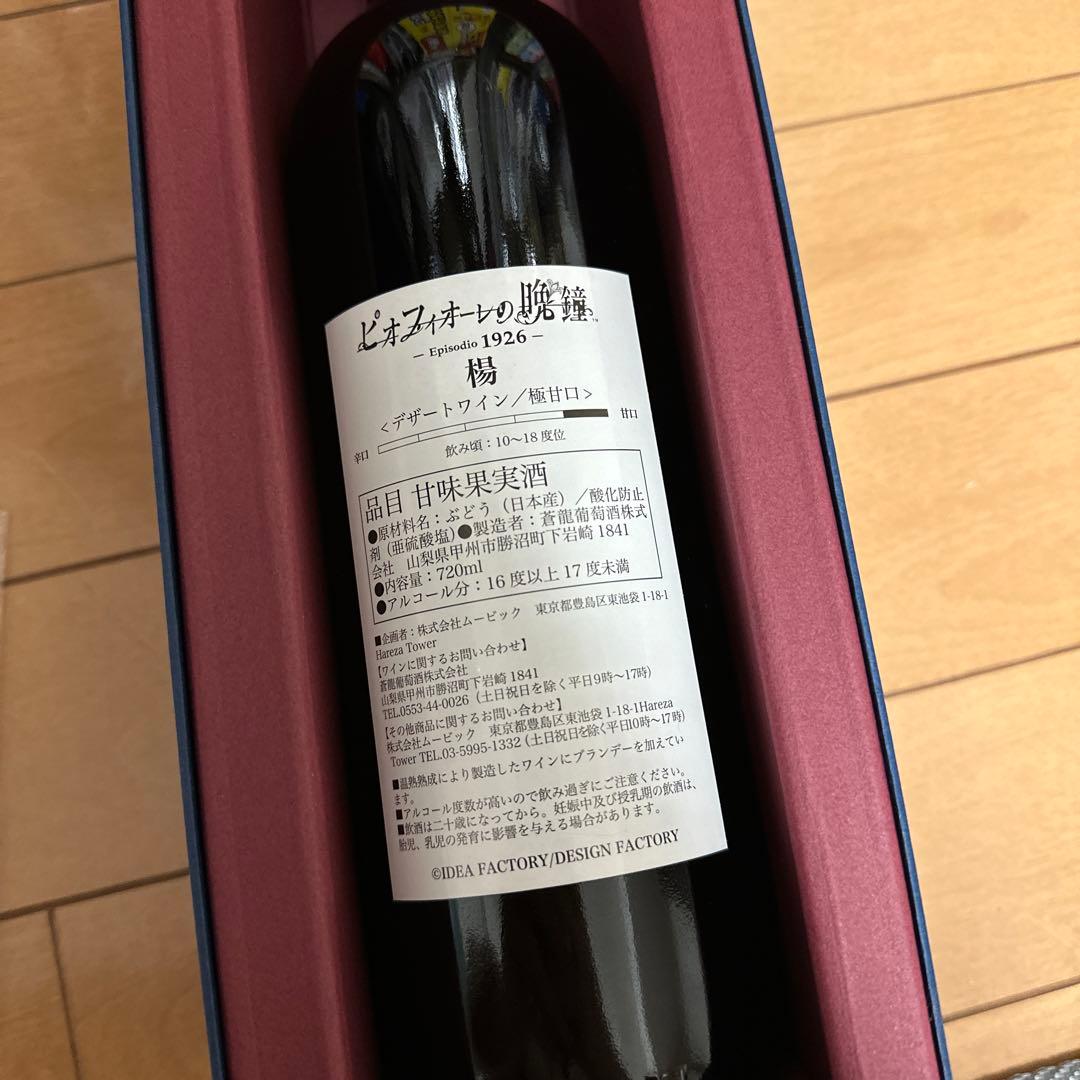 ピオフィオーレの晩鐘™
– Episodio 1926 –
楊
<デザートワイン／極甘口>
辛口 甘口
飲み頃：10〜18度位
品目 甘味果実酒
●原材料名：ぶどう（日本産）／酸化防止
剤（亜硫酸塩）●製造者：蒼龍葡萄酒株式
会社 山梨県甲州市勝沼町下岩崎1841
●内容量：720ml
●アルコール分：16度以上17度未満
■企画者：株式会社ムービック 東京都豊島区東池袋1-18-1
Hareza Tower
【ワインに関するお問い合わせ】
蒼龍葡萄酒株式会社
山梨県甲州市勝沼町下岩崎1841
TEL.0553-44-0026（土日祝日を除く平日9時〜17時）
【その他商品に関するお問い合わせ】
株式会社ムービック 東京都豊島区東池袋1-18-1Hareza
Tower TEL.03-5995-1332（土日祝日を除く平日10時〜17時）
■温熟熟成により製造したワインにブランデーを加えてい
ます。
■アルコール度数が高いので飲み過ぎにご注意ください。
■飲酒は二十歳になってから。妊娠中及び授乳期の飲酒は、
胎児、乳児の発育に影響を与える場合があります。
©IDEA FACTORY/DESIGN FACTORY